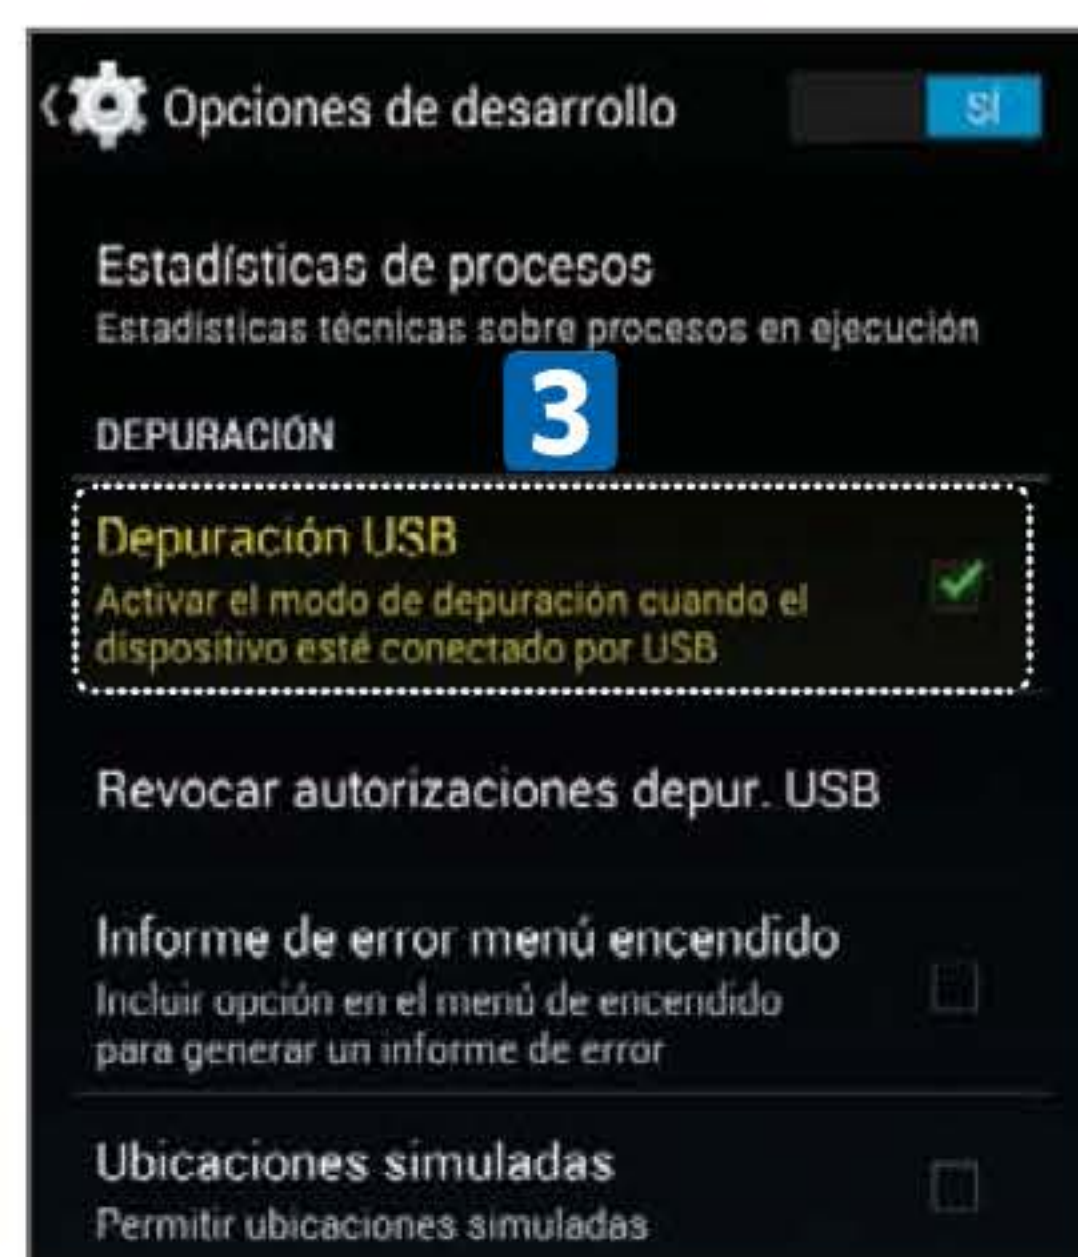 Opciones de desarrollo
SI
Estadísticas de procesos
Estadísticas técnicas sobre procesos en ejecución
3
DEPURACIÓN
Depuración USB
Activar el modo de depuración cuando el
dispositivo esté conectado por USB
Revocar autorizaciones depur. USB
Informe de error menú encendido
Incluir opción en el menú de encendido
para generar un informe de error
Ubicaciones simuladas
Permitir ubicaciones simuladas